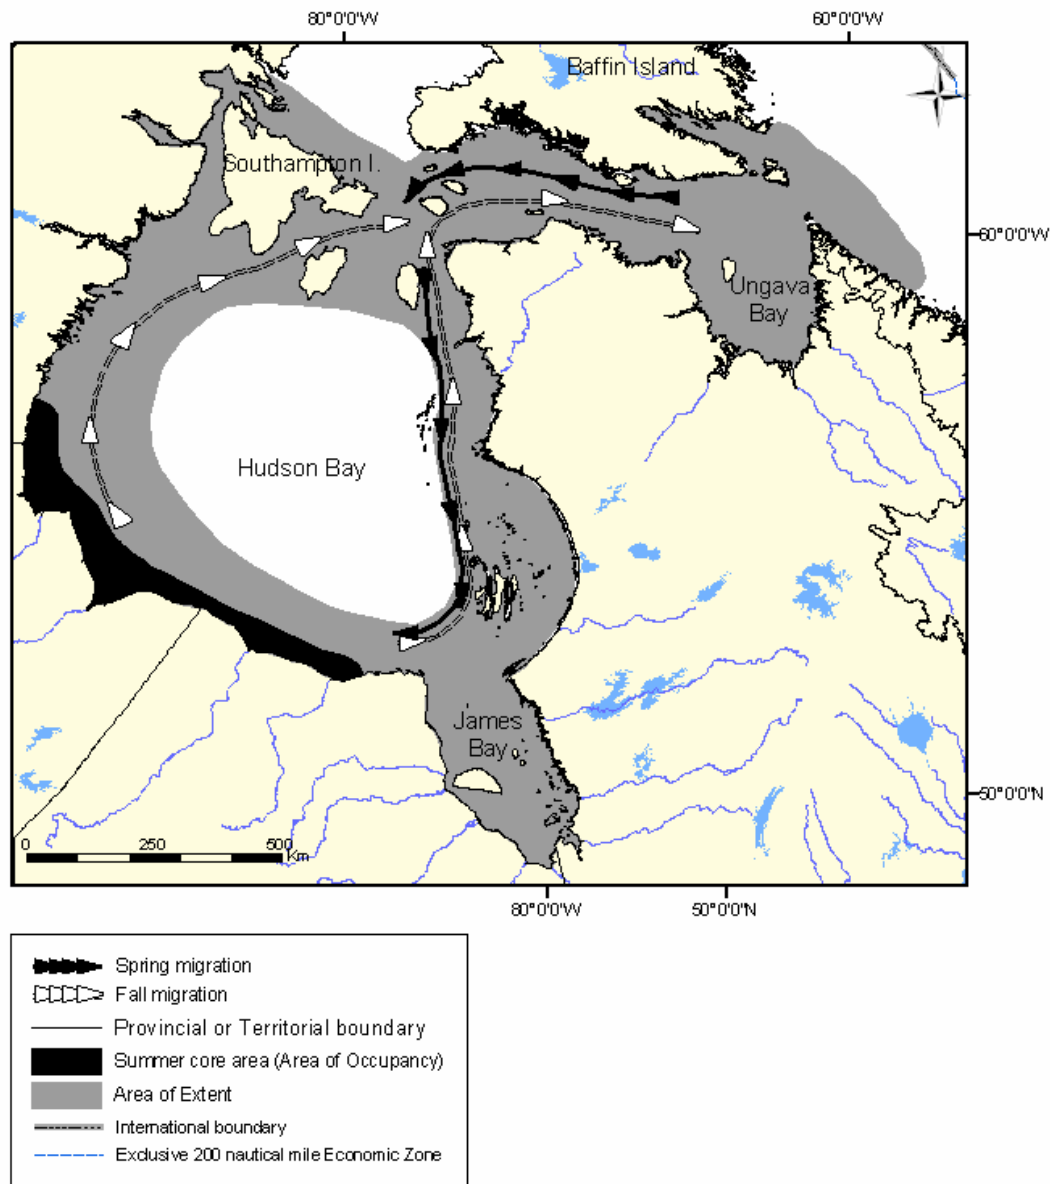 80°0'0"W
60°0'0"W
Baffin Island
Southampton I.
60°0'0"W
Ungava
Bay
Hudson Bay
James
Bay
50°0'0"N
0
250
500
Km
80°0'0"W
50°0'0"N
Spring migration
Fall migration
Provincial or Territorial boundary
Summer core area (Area of Occupancy)
Area of Extent
International boundary
Exclusive 200 nautical mile Economic Zone